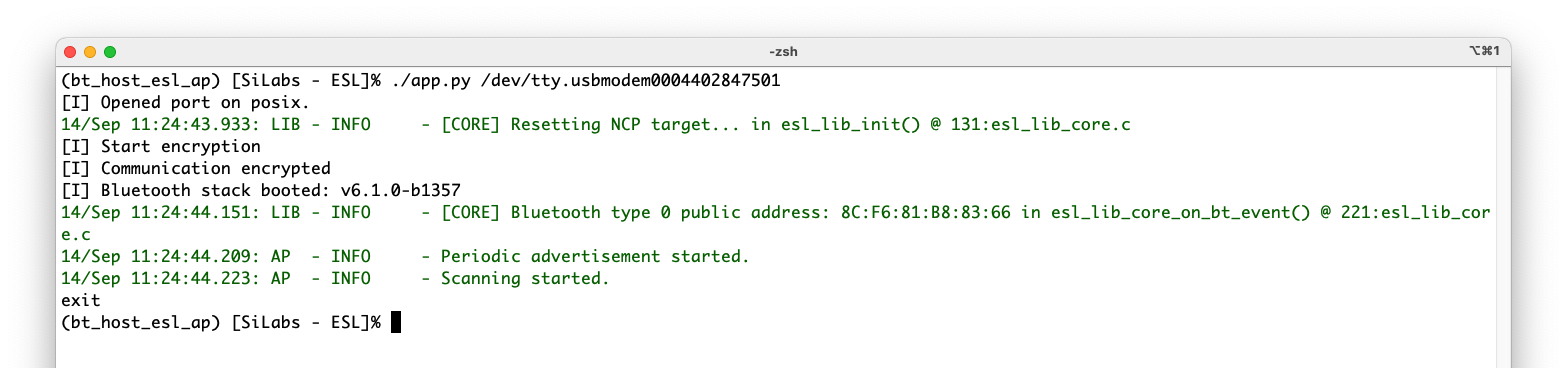 -zsh
⌥⌘1
(bt_host_esl_ap) [SiLabs - ESL]% ./app.py /dev/tty.usbmodem0004402847501
[I] Opened port on posix.
14/Sep 11:24:43.933: LIB - INFO     - [CORE] Resetting NCP target... in esl_lib_init() @ 131:esl_lib_core.c
[I] Start encryption
[I] Communication encrypted
[I] Bluetooth stack booted: v6.1.0-b1357
14/Sep 11:24:44.151: LIB - INFO     - [CORE] Bluetooth type 0 public address: 8C:F6:81:B8:83:66 in esl_lib_core_on_bt_event() @ 221:esl_lib_cor
e.c
14/Sep 11:24:44.209: AP  - INFO     - Periodic advertisement started.
14/Sep 11:24:44.223: AP  - INFO     - Scanning started.
exit
(bt_host_esl_ap) [SiLabs - ESL]%